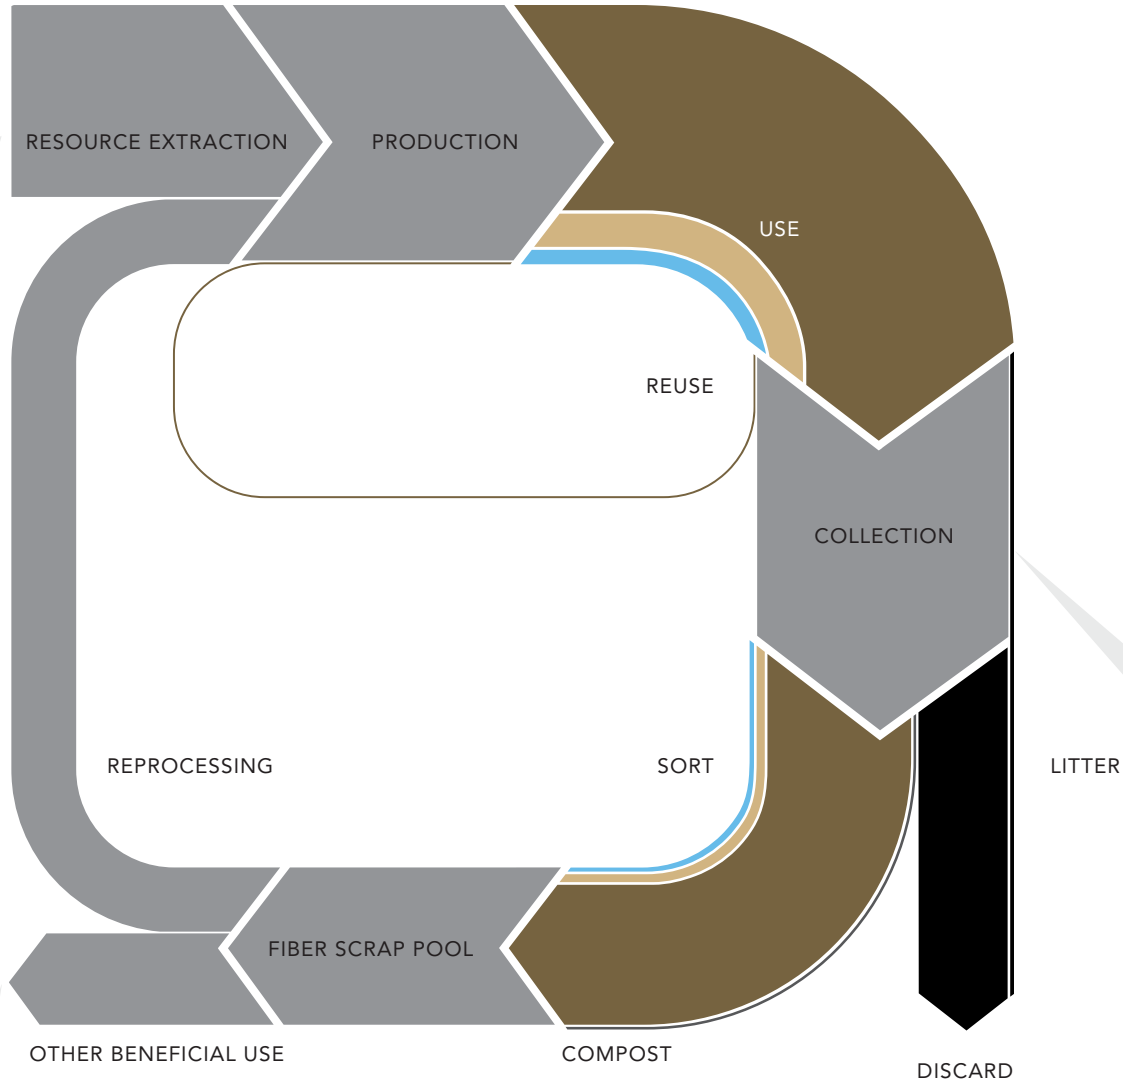 RESOURCE EXTRACTION
PRODUCTION
USE
REUSE
COLLECTION
REPROCESSING
SORT
LITTER
FIBER SCRAP POOL
OTHER BENEFICIAL USE
COMPOST
DISCARD